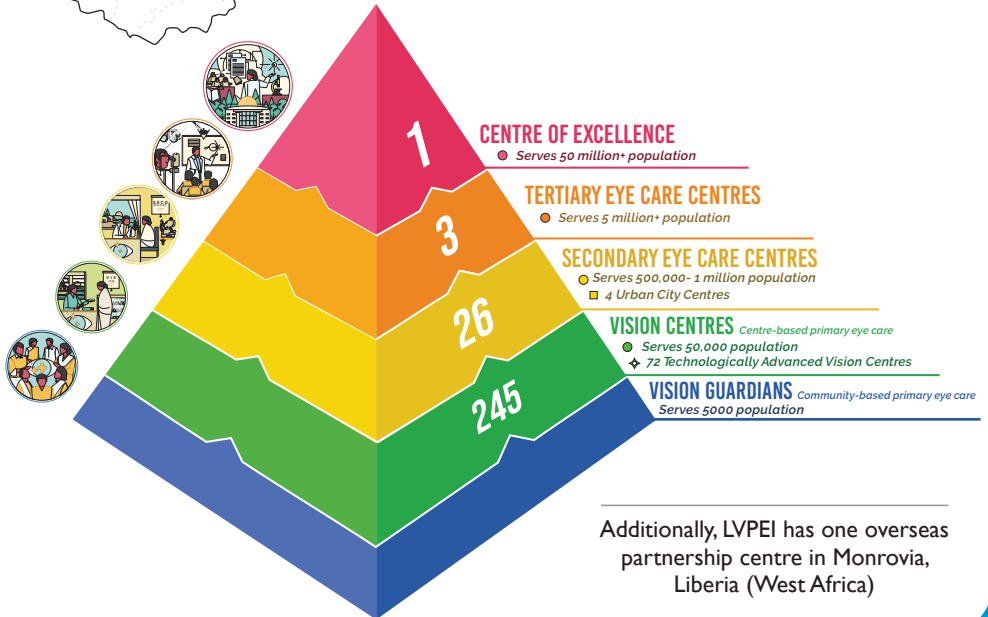 1
CENTRE OF EXCELLENCE
Serves 50 million+ population
3
TERTIARY EYE CARE CENTRES
Serves 5 million+ population
26
SECONDARY EYE CARE CENTRES
Serves 500,000- 1 million population
4 Urban City Centres
245
VISION CENTRES Centre-based primary eye care
Serves 50,000 population
72 Technologically Advanced Vision Centres
VISION GUARDIANS Community-based primary eye care
Serves 5000 population
Additionally, LVPEI has one overseas
partnership centre in Monrovia,
Liberia (West Africa)